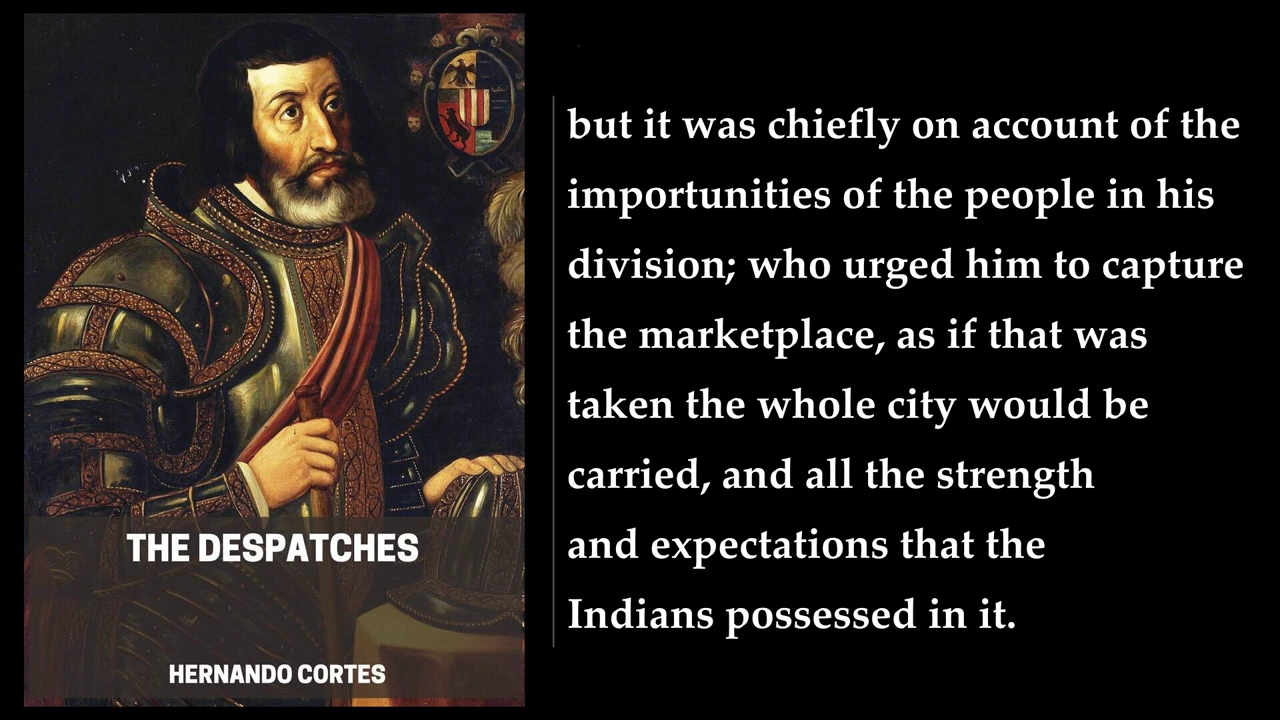 THE DESPATCHES
HERNANDO CORTES
but it was chiefly on account of the
importunities of the people in his
division; who urged him to capture
the marketplace, as if that was
taken the whole city would be
carried, and all the strength
and expectations that the
Indians possessed in it.